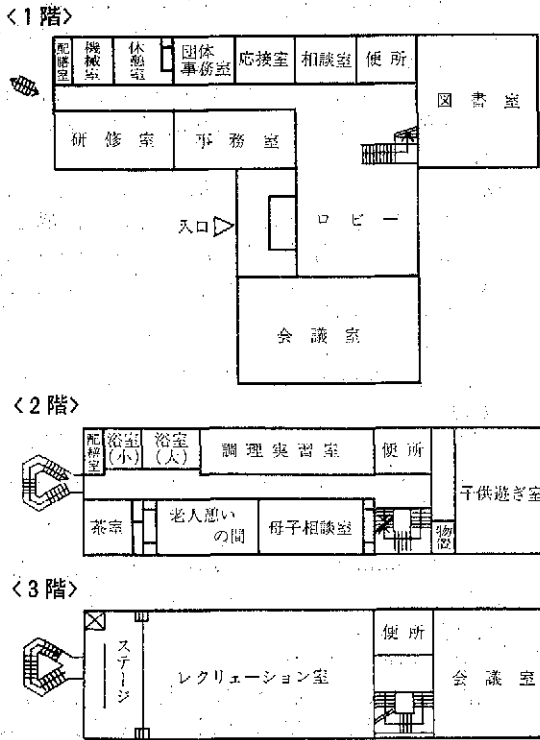 〈1階〉
配膳室
機械室
休憩室
団体事務室
応接室
相談室
便所
図書室
研修室
事務室
入口
ロビー
会議室
〈2階〉
配膳室
浴室(小)
浴室(大)
調理実習室
便所
子供遊び室
茶室
老人憩いの間
母子相談室
物置
〈3階〉
ステージ
レクリェーション室
便所
会議室